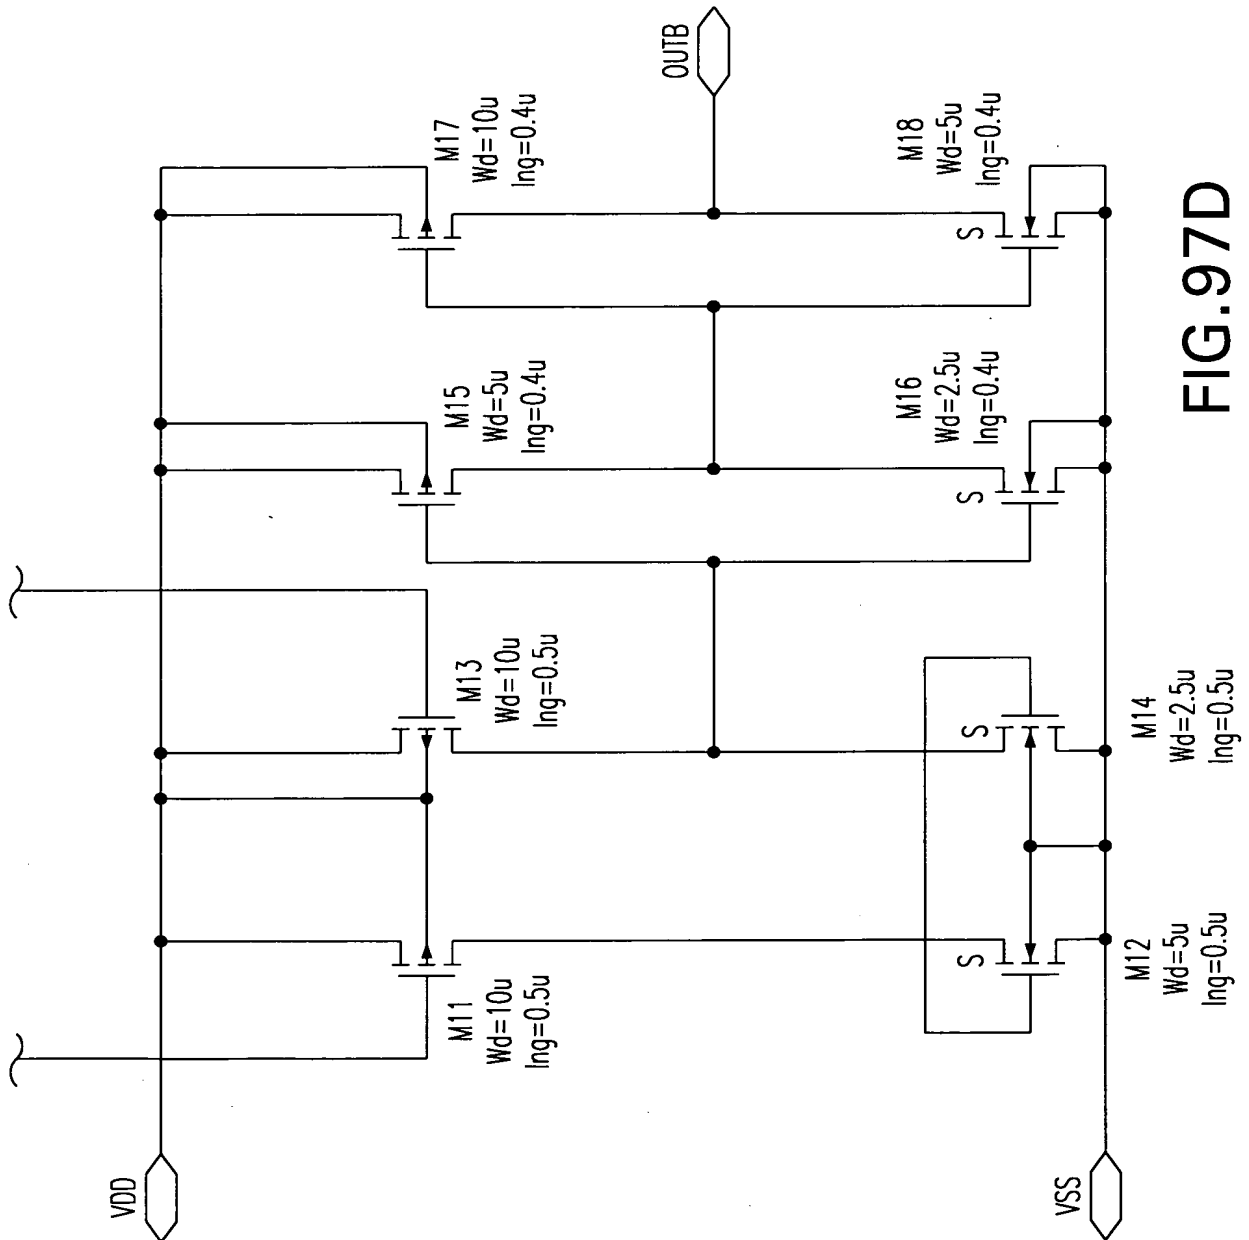 VDD
M11
Wd=10u
lng=0.5u
M13
Wd=10u
lng=0.5u
M15
Wd=5u
lng=0.4u
M17
Wd=10u
lng=0.4u
OUTB
S
S
S
M16
Wd=2.5u
lng=0.4u
S
M18
Wd=5u
lng=0.4u
VSS
M12
Wd=5u
lng=0.5u
M14
Wd=2.5u
lng=0.5u
FIG.97D